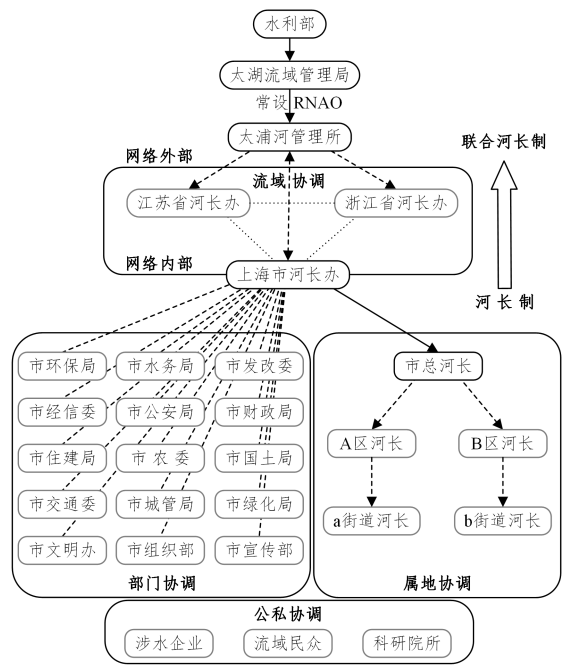 水利部
太湖流域管理局
常设 RNAO
太浦河管理所
联合河长制
网络外部
流域协调
江苏省河长办 浙江省河长办
网络内部
上海市河长办
河长制
市环保局 市水务局 市发改委
市总河长
市经信委 市公安局 市财政局
A区河长 B区河长
市住建局 市农委 市国土局
市交通委 市城管局 市绿化局
a街道河长 b街道河长
市文明办 市组织部 市宣传部
部门协调 属地协调
公私协调
涉水企业 流域民众 科研院所